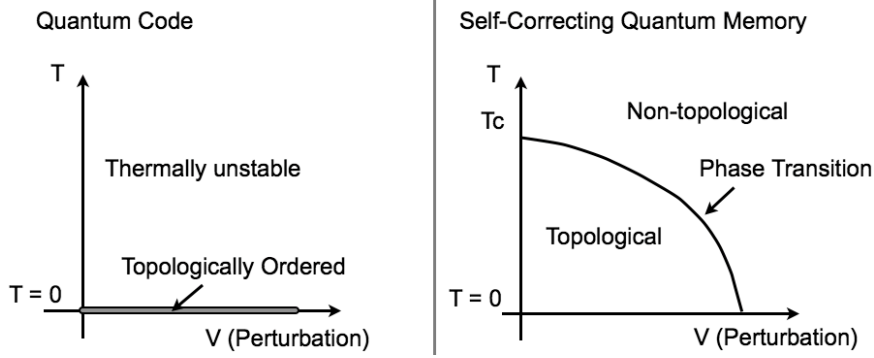 Quantum Code
T
Thermally unstable
Topologically Ordered
T = 0
V (Perturbation)
Self-Correcting Quantum Memory
T
Tc
Non-topological
Phase Transition
Topological
T = 0
V (Perturbation)